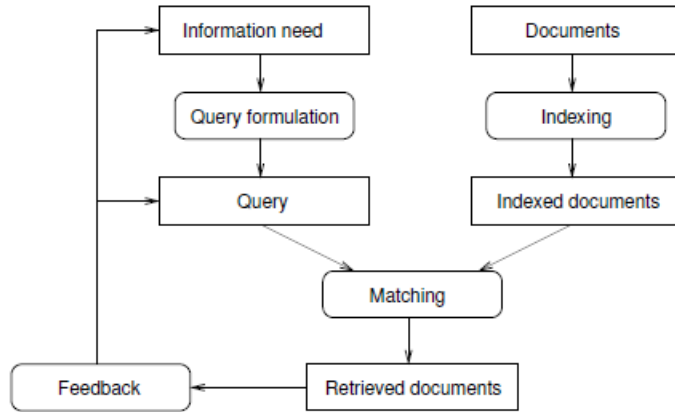 Information need
Documents
Query formulation
Indexing
Query
Indexed documents
Matching
Feedback
Retrieved documents